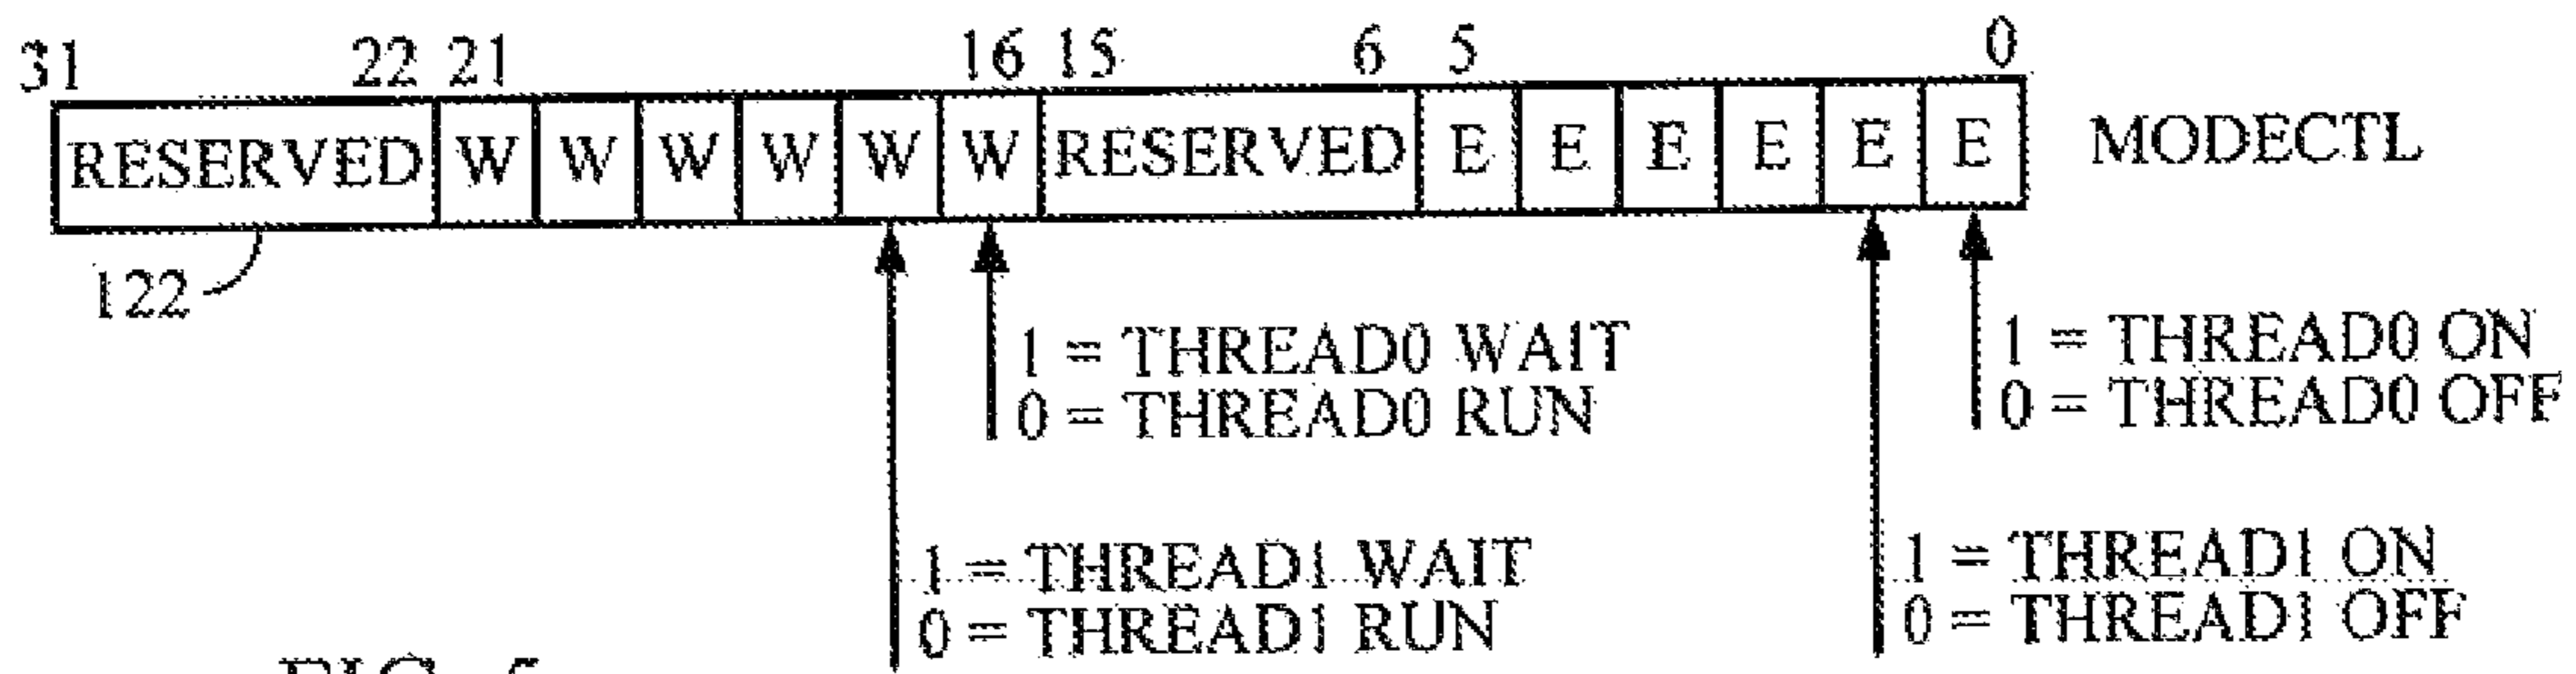 31 22 21 16 15 6 5 0
RESERVED W W W W W W RESERVED E E E E E E MODECTL
122
1 = THREAD0 WAIT
0 = THREAD0 RUN
1 = THREAD0 ON
0 = THREAD0 OFF
1 = THREAD1 WAIT
0 = THREAD1 RUN
1 = THREAD1 ON
0 = THREAD1 OFF